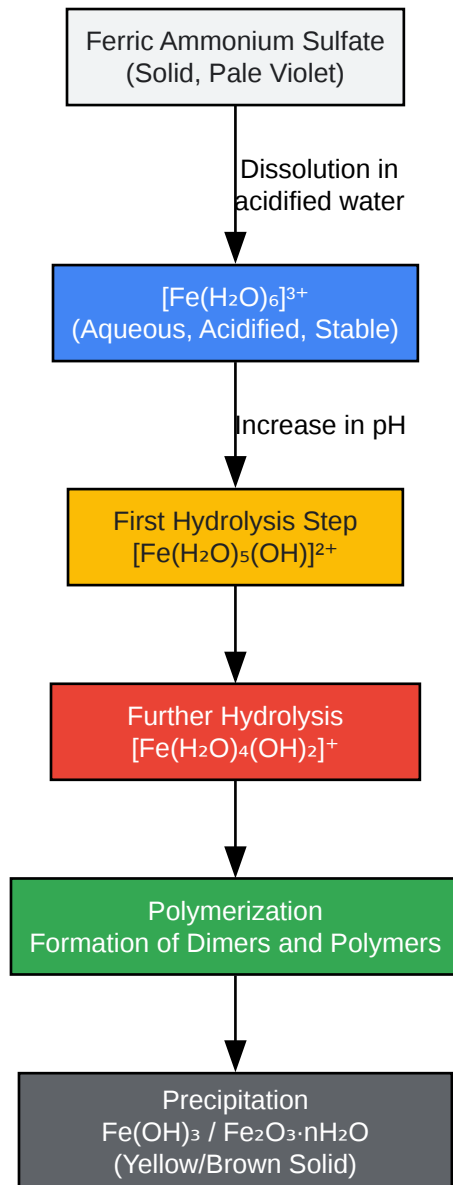 Ferric Ammonium Sulfate
(Solid, Pale Violet)
Dissolution in
acidified water
[Fe(H₂O)₆]³⁺
(Aqueous, Acidified, Stable)
Increase in pH
First Hydrolysis Step
[Fe(H₂O)₅(OH)]²⁺
Further Hydrolysis
[Fe(H₂O)₄(OH)₂]⁺
Polymerization
Formation of Dimers and Polymers
Precipitation
Fe(OH)₃ / Fe₂O₃·nH₂O
(Yellow/Brown Solid)